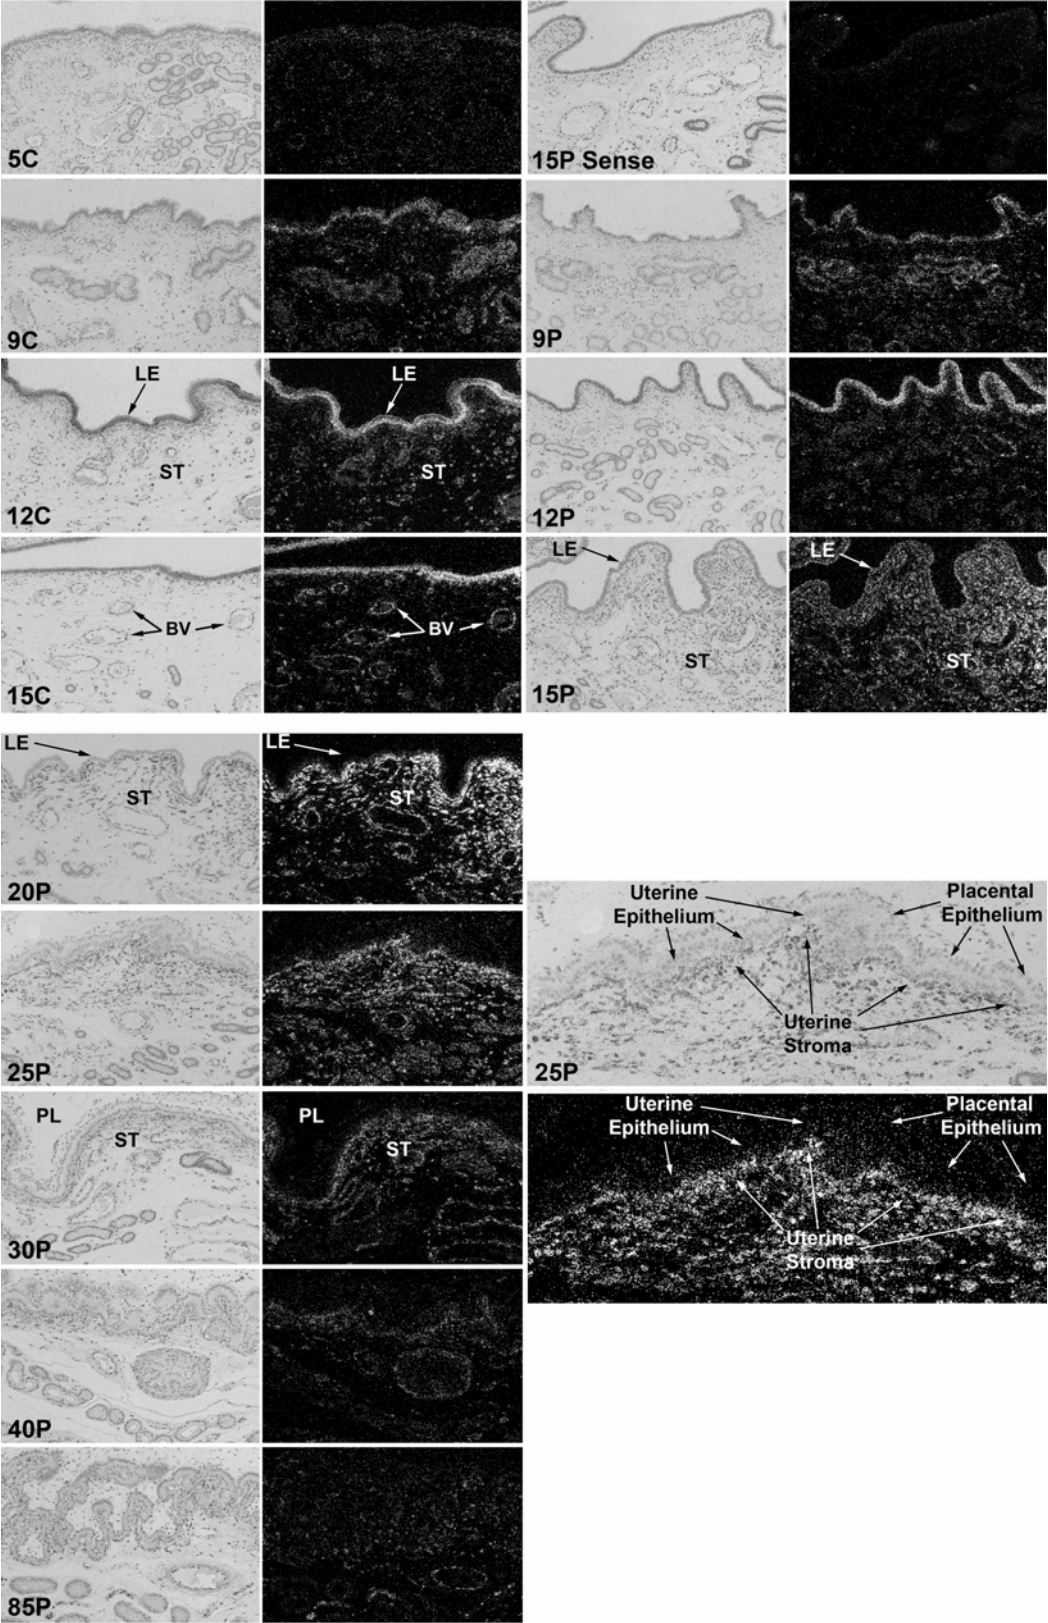 5C
15P Sense
9C
9P
LE
LE
ST
ST
12C
12P
BV
BV
15C
LE
LE
ST
ST
15P
LE
LE
ST
ST
20P
25P
Uterine
Epithelium
Placental
Epithelium
Uterine
Stroma
25P
PL
PL
ST
ST
30P
Uterine
Epithelium
Placental
Epithelium
Uterine
Stroma
40P
85P